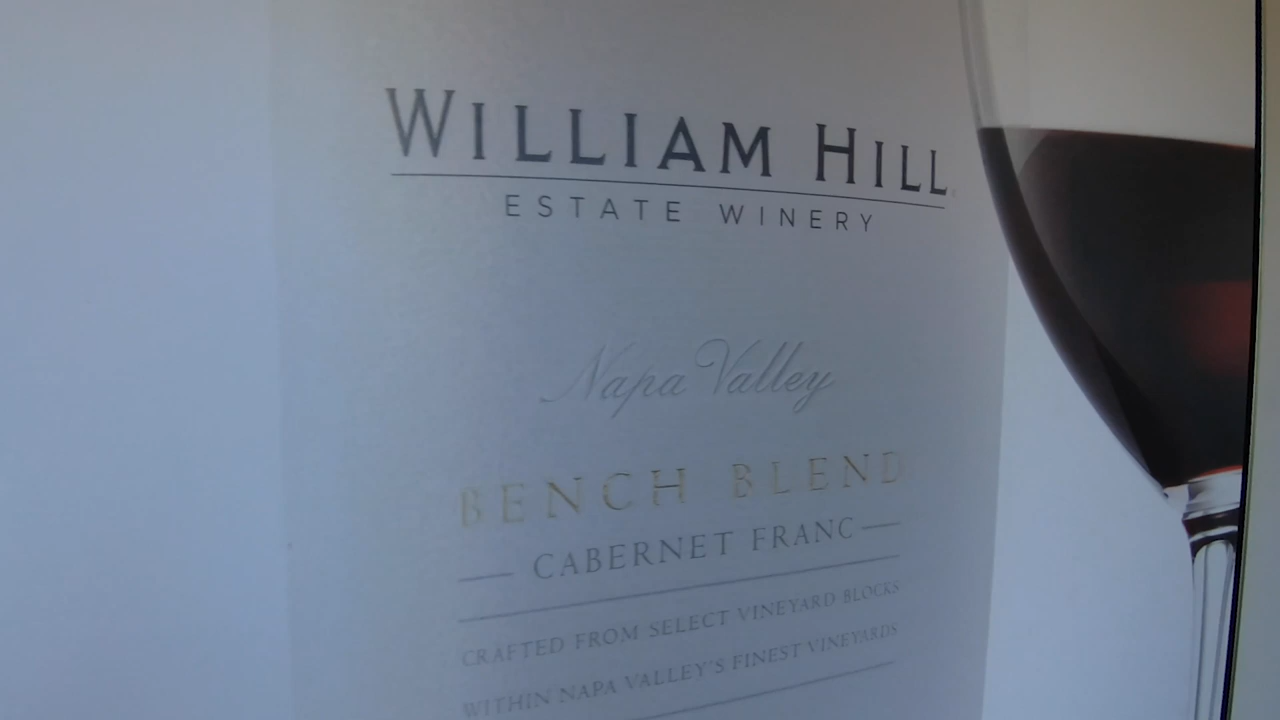 WILLIAM HILL
ESTATE WINERY
Napa Valley
BENCH BLEND
CABERNET FRANC
CRAFTED FROM SELECT VINEYARD BLOCKS
WITHIN NAPA VALLEY'S FINEST VINEYARDS